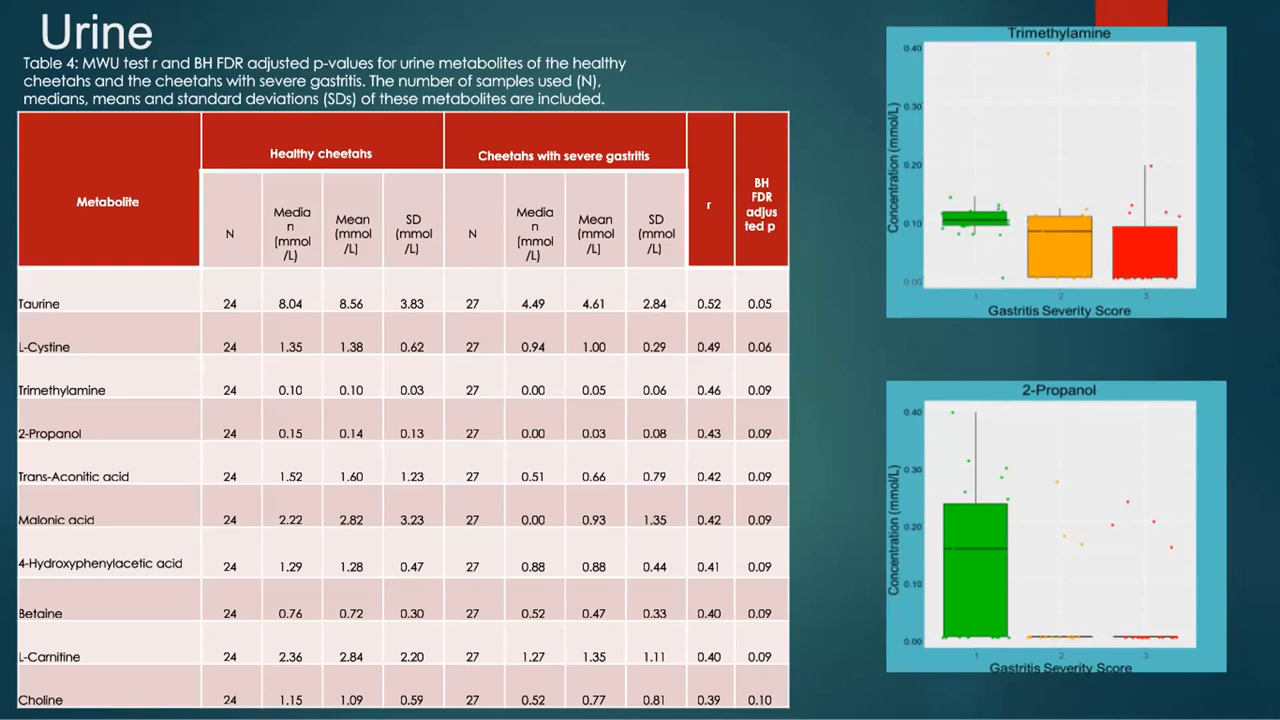 Urine
Table 4: MWU test r and BH FDR adjusted p-values for urine metabolites of the healthy
cheetahs and the cheetahs with severe gastritis. The number of samples used (N),
medians, means and standard deviations (SDs) of these metabolites are included.
Metabolite
Healthy cheetahs
Cheetahs with severe gastritis
r
BH
FDR
adjus
ted p
N
Media
n
(mmol
/L)
Mean
(mmol
/L)
SD
(mmol
/L)
N
Media
n
(mmol
/L)
Mean
(mmol
/L]
SD
(mmol
/L)
Taurine 24 8.04 8.56 3.83 27 4.49 4.61 2.84 0.52 0.05
L-Cystine 24 1.35 1.38 0.62 27 0.94 1.00 0.29 0.49 0.06
Trimethylamine 24 0.10 0.10 0.03 27 0.00 0.05 0.06 0.46 0.09
2-Propanol 24 0.15 0.14 0.13 27 0.00 0.03 0.08 0.43 0.09
Trans-Aconitic acid 24 1.52 1.60 1.23 27 0.51 0.66 0.79 0.42 0.09
Malonic acid 24 2.22 2.82 3.23 27 0.00 0.93 1.35 0.42 0.09
4-Hydroxyphenylacetic acid 24 1.29 1.28 0.47 27 0.88 0.88 0.44 0.41 0.09
Betaine 24 0.76 0.72 0.30 27 0.52 0.47 0.33 0.40 0.09
L-Carnitine 24 2.36 2.84 2.20 27 1.27 1.35 1.11 0.40 0.09
Choline 24 1.15 1.09 0.59 27 0.52 0.77 0.81 0.39 0.10
Trimethylamine
Concentration (mmol/L)
0.40
0.30
0.20
0.10
0.00
1 2 3
Gastritis Severity Score
2-Propanol
Concentration (mmol/L)
0.40
0.30
0.20
0.10
0.00
1 2 3
Gastritis Severity Score